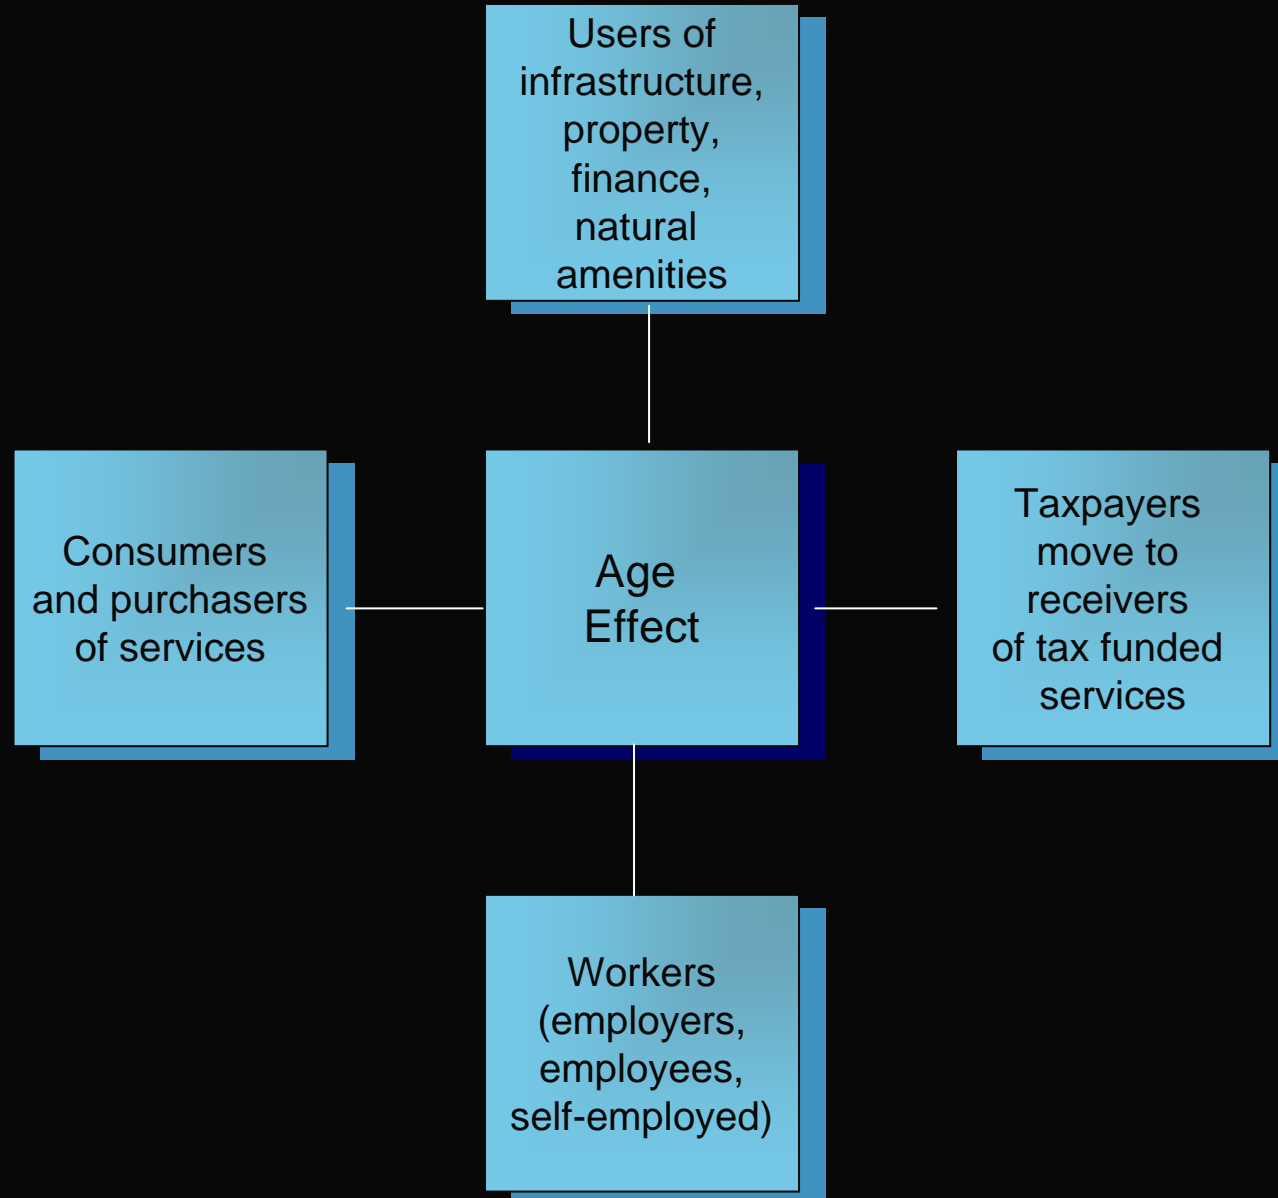 Users of
infrastructure,
property,
finance,
natural
amenities
Consumers
and purchasers
of services
Age
Effect
Taxpayers
move to
receivers
of tax funded
services
Workers
(employers,
employees,
self-employed)